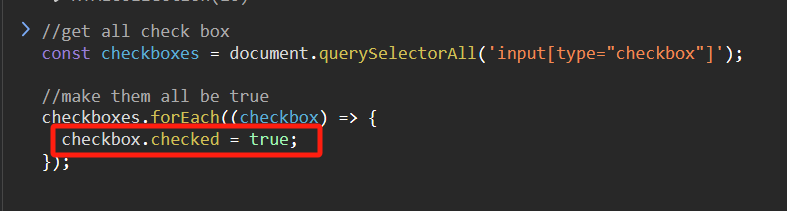 //get all check box
const checkboxes = document.querySelectorAll('input[type="checkbox"]');
//make them all be true
checkboxes.forEach((checkbox) => {
checkbox.checked = true;
});